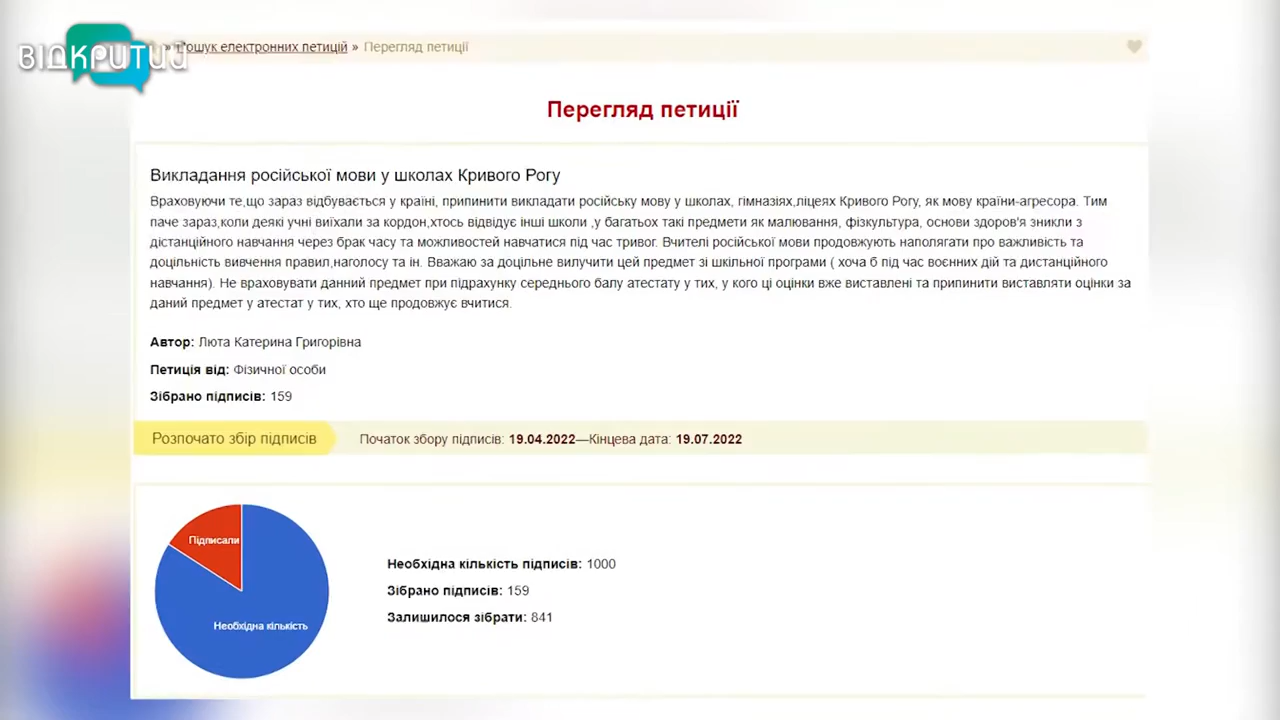 ВІДКРИТИЙ
» Пошук електронних петицій » Перегляд петиції
Перегляд петиції
Викладання російської мови у школах Кривого Рогу
Враховуючи те,що зараз відбувається у країні, припинити викладати російську мову у школах, гімназіях,ліцеях Кривого Рогу, як мову країни-агресора. Тим
паче зараз,коли деякі учні виїхали за кордон,хтось відвідує інші школи ,у багатьох такі предмети як малювання, фізкультура, основи здоров'я зникли з
дістанційного навчання через брак часу та можливостей навчатися під час тривог. Вчителі російської мови продовжують наполягати про важливість та
доцільність вивчення правил,наголосу та ін. Вважаю за доцільне вилучити цей предмет зі шкільної програми ( хоча б під час воєнних дій та дистанційного
навчання). Не враховувати данний предмет при підрахунку середнього балу атестату у тих, у кого ці оцінки вже виставлені та припинити виставляти оцінки за
даний предмет у атестат у тих, хто ще продовжує вчитися.
Автор: Люта Катерина Григорівна
Петиція від: Фізичної особи
Зібрано підписів: 159
Розпочато збір підписів
Початок збору підписів: 19.04.2022—Кінцева дата: 19.07.2022
Підписали
Необхідна кількість
Необхідна кількість підписів: 1000
Зібрано підписів: 159
Залишилося зібрати: 841